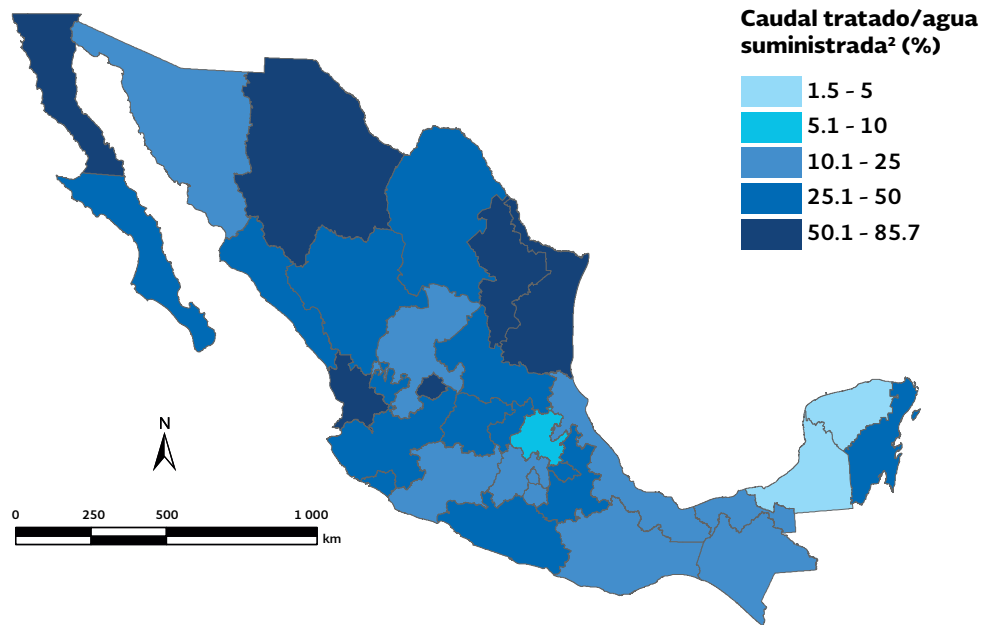 Caudal tratado/agua
suministrada² (%)
1.5 - 5
5.1 - 10
10.1 - 25
25.1 - 50
50.1 - 85.7
N
0 250 500 1 000
km